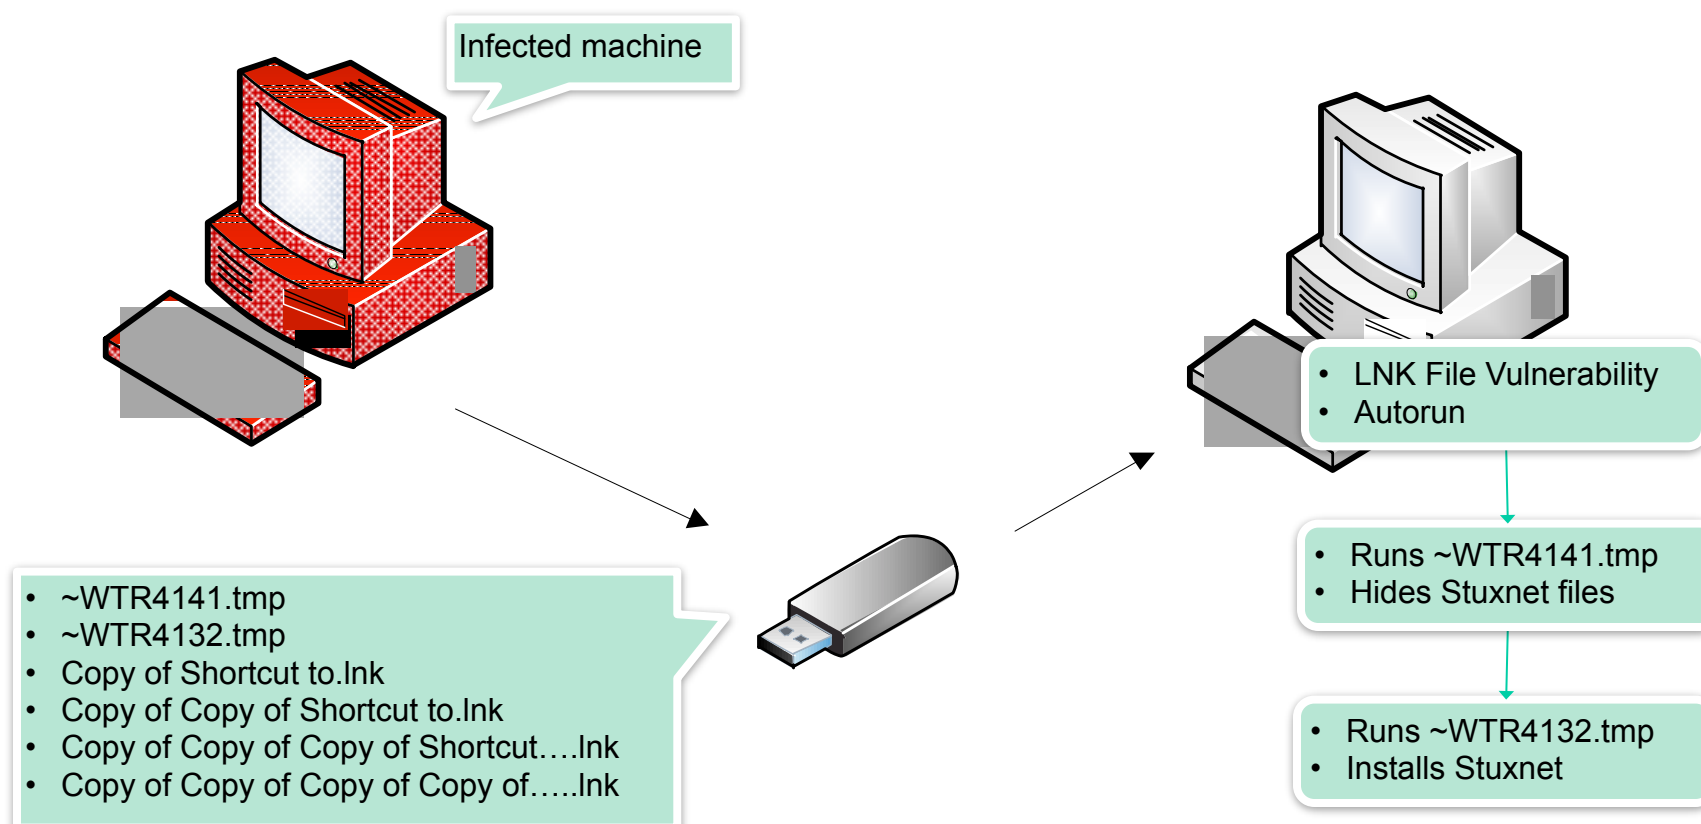 Infected machine
• LNK File Vulnerability
• Autorun
• Runs ~WTR4141.tmp
• Hides Stuxnet files
• ~WTR4141.tmp
• ~WTR4132.tmp
• Copy of Shortcut to.lnk
• Copy of Copy of Shortcut to.lnk
• Copy of Copy of Copy of Shortcut….lnk
• Copy of Copy of Copy of Copy of…..lnk
• Runs ~WTR4132.tmp
• Installs Stuxnet